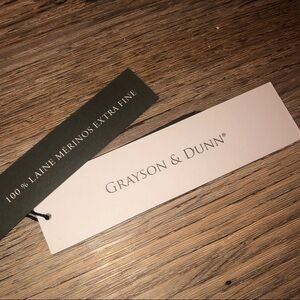 100 % LAINE MÉRINOS EXTRA FINE
GRAYSON & DUNN®